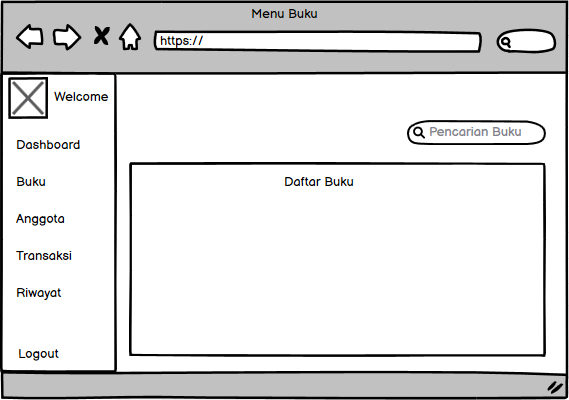 Menu Buku
https://
Welcome
Pencarian Buku
Dashboard
Buku
Daftar Buku
Anggota
Transaksi
Riwayat
Logout